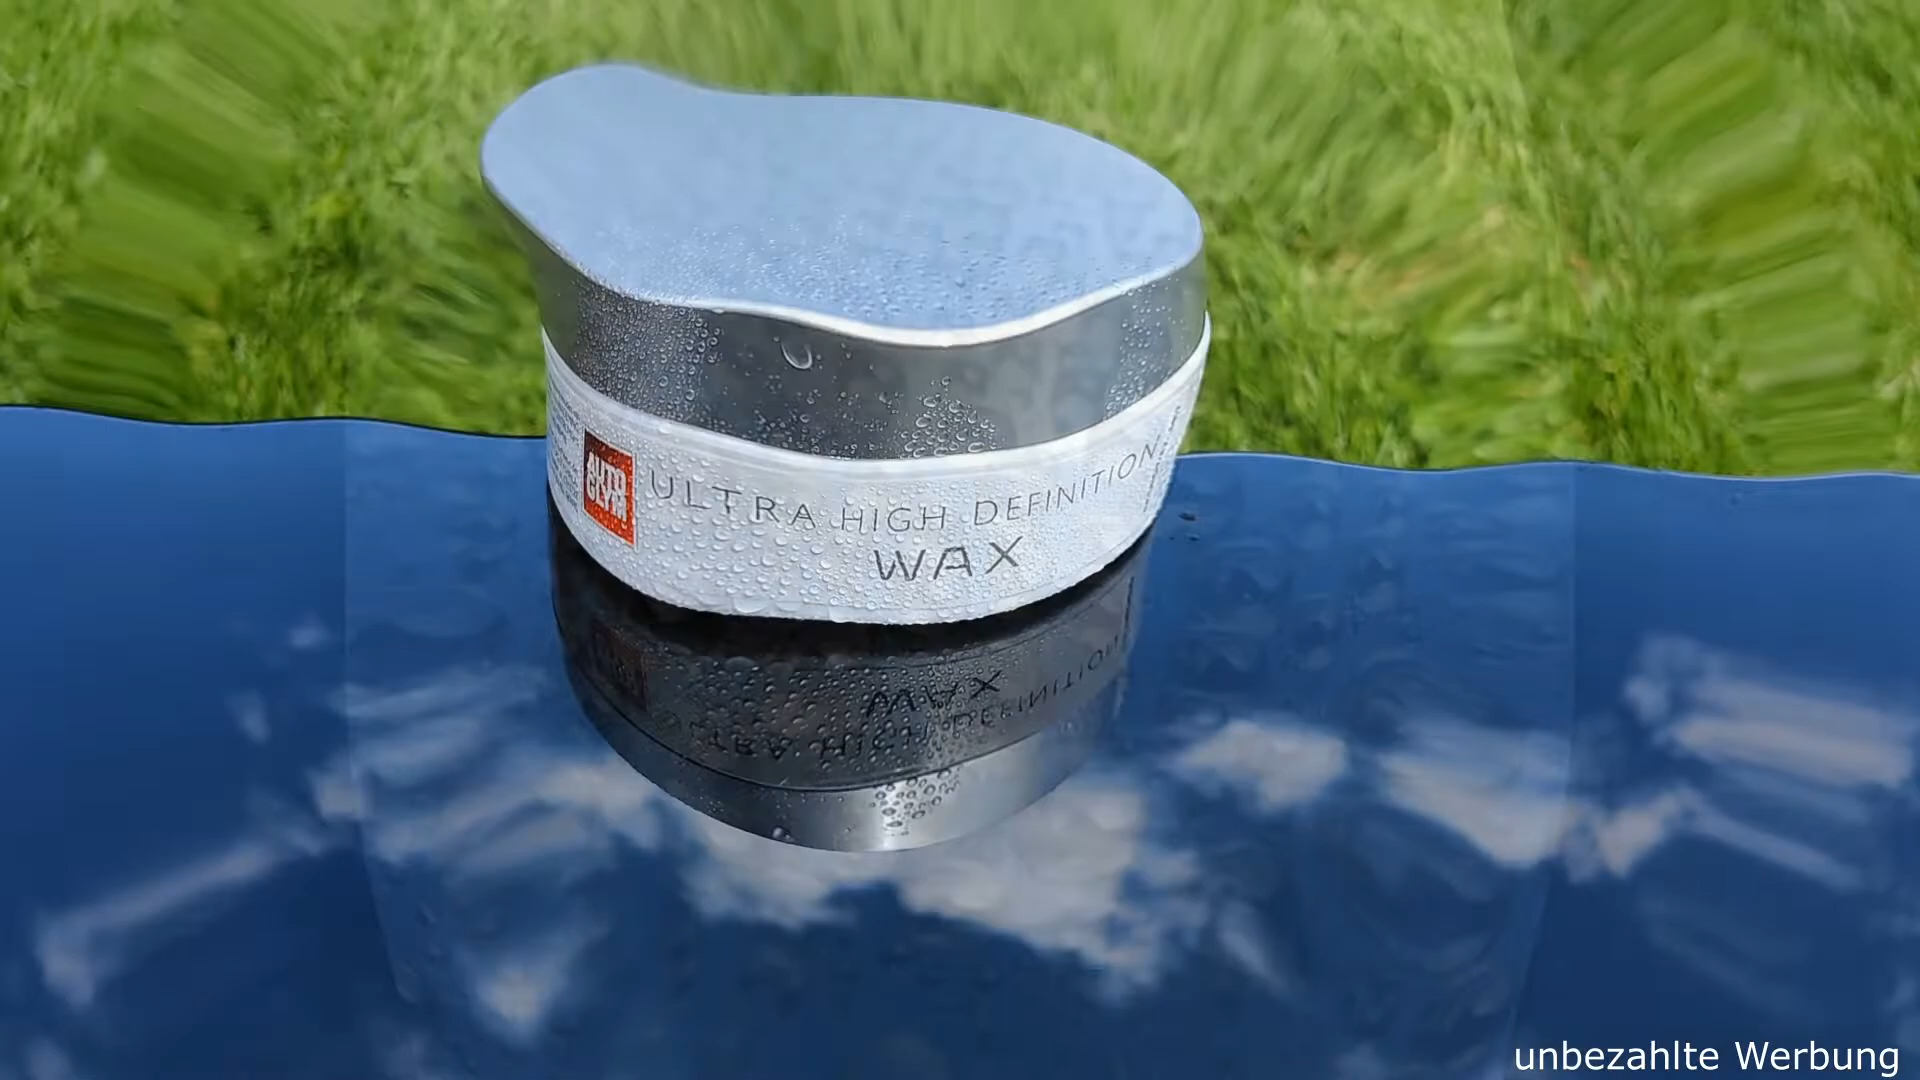 AUTO
GLYM
ULTRA HIGH DEFINITION
WAX
unbezahlte Werbung